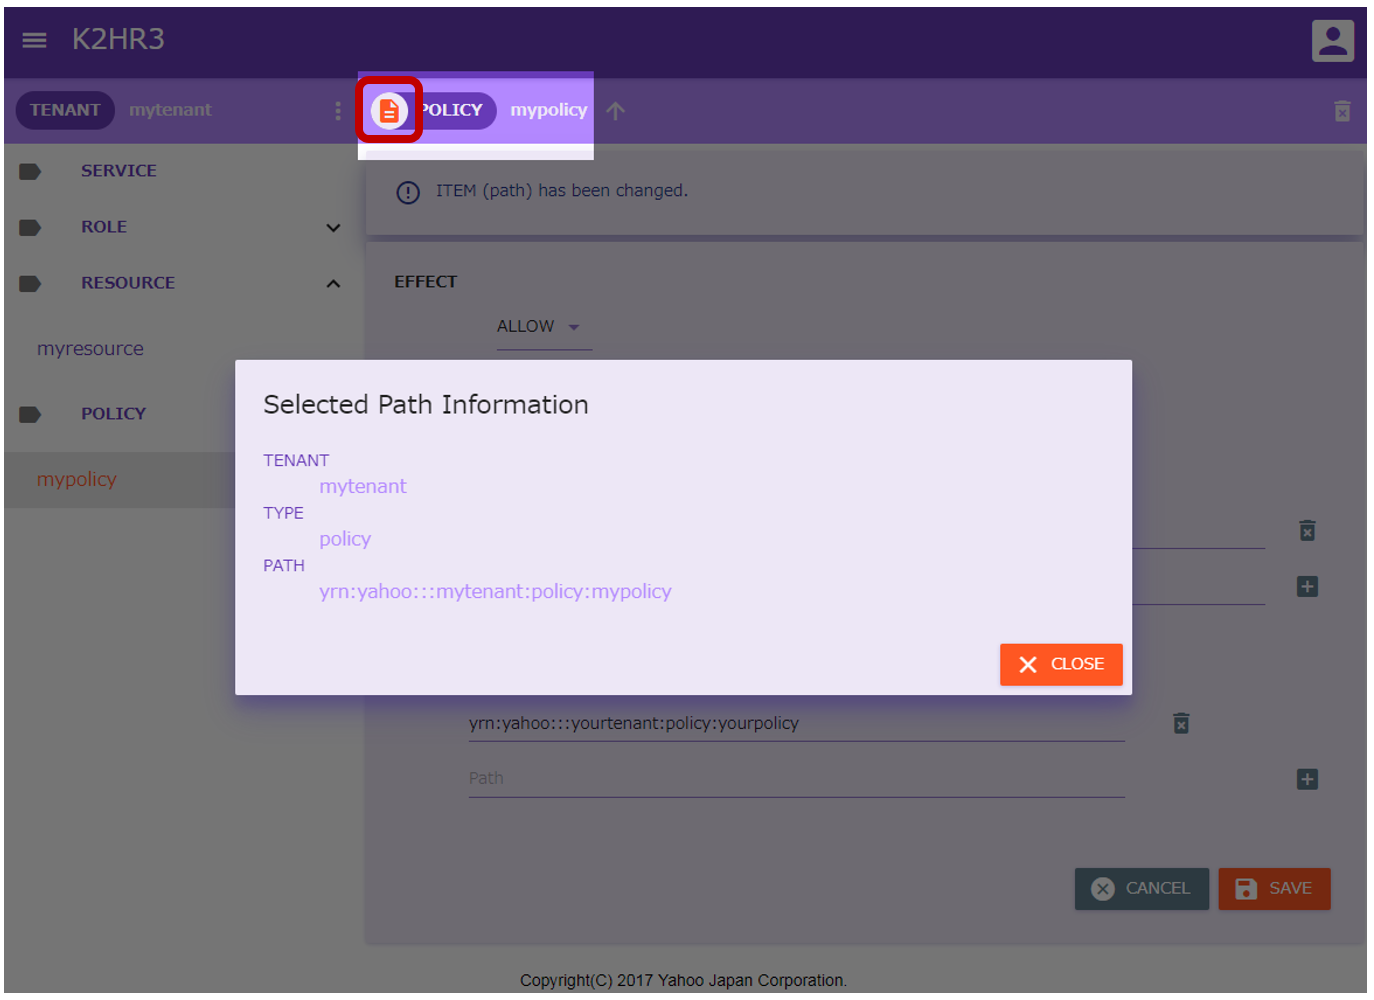 K2HR3
TENANT mytenant
POLICY mypolicy
SERVICE
ITEM (path) has been changed.
ROLE
RESOURCE
EFFECT
ALLOW
myresource
POLICY
mypolicy
Selected Path Information
TENANT
mytenant
TYPE
policy
PATH
yrn:yahoo:::mytenant:policy:mypolicy
CLOSE
yrn:yahoo:::yourtenant:policy:yourpolicy
Path
CANCEL SAVE
Copyright(C) 2017 Yahoo Japan Corporation.